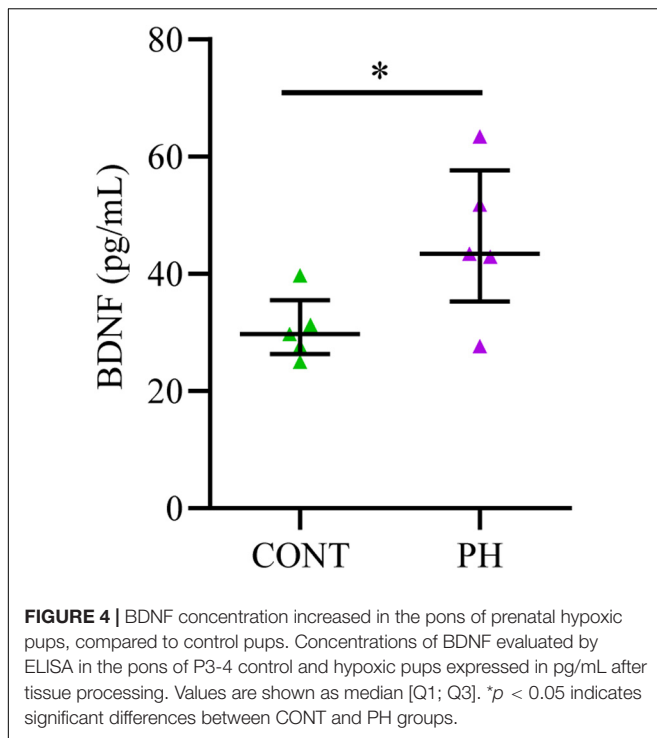 80
*
60
BDNF (pg/mL)
40
20
0
CONT PH
FIGURE 4 | BDNF concentration increased in the pons of prenatal hypoxic
pups, compared to control pups. Concentrations of BDNF evaluated by
ELISA in the pons of P3-4 control and hypoxic pups expressed in pg/mL after
tissue processing. Values are shown as median [Q1; Q3]. *p < 0.05 indicates
significant differences between CONT and PH groups.